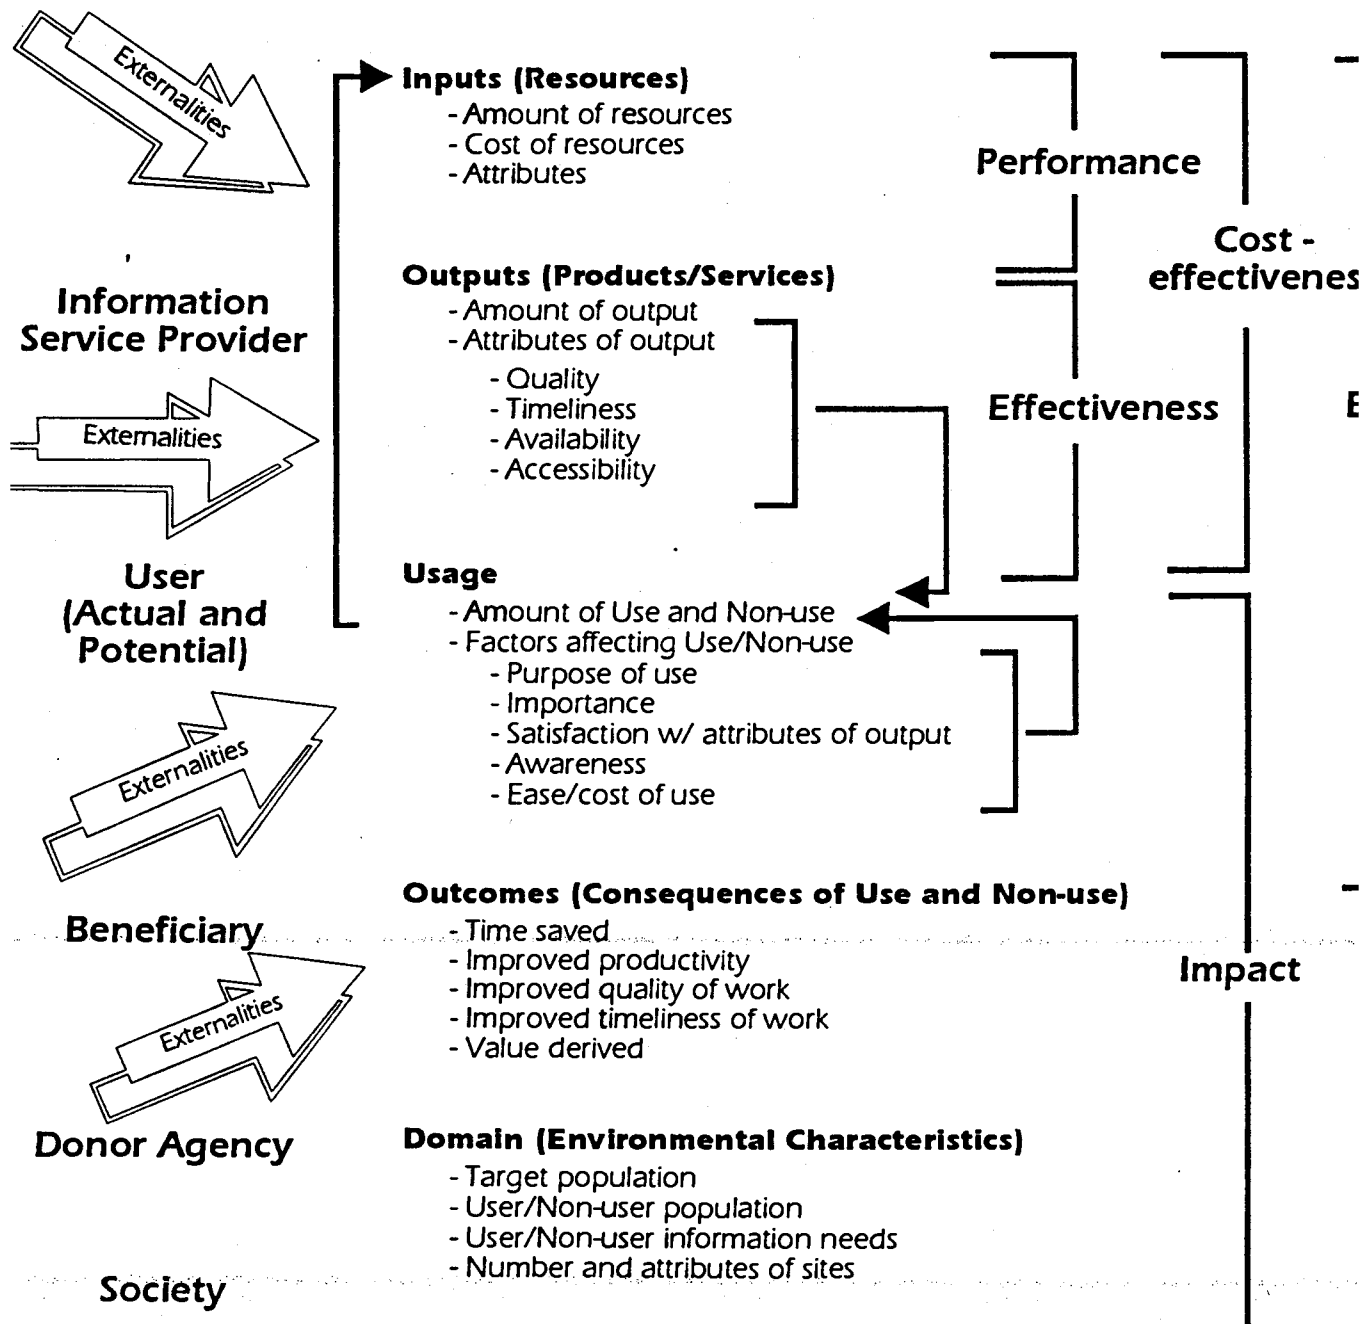 Externalities
Information
Service Provider
Externalities
User
(Actual and
Potential)
Externalities
Beneficiary
Externalities
Donor Agency
Society
Inputs (Resources)
- Amount of resources
- Cost of resources
- Attributes
Outputs (Products/Services)
- Amount of output
- Attributes of output
- Quality
- Timeliness
- Availability
- Accessibility
Usage
- Amount of Use and Non-use
- Factors affecting Use/Non-use
- Purpose of use
- Importance
- Satisfaction w/ attributes of output
- Awareness
- Ease/cost of use
Outcomes (Consequences of Use and Non-use)
- Time saved
- Improved productivity
- Improved quality of work
- Improved timeliness of work
- Value derived
Domain (Environmental Characteristics)
- Target population
- User/Non-user population
- User/Non-user information needs
- Number and attributes of sites
Performance
Effectiveness
Cost -
effectivenes
Impact